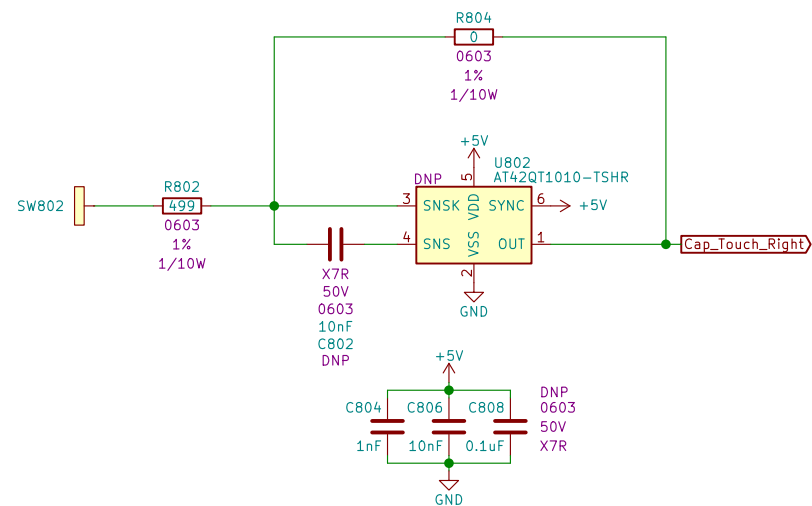 R804
0
0603
1%
1/10W
+5V
U802
AT42QT1010-TSHR
DNP
5
R802
SW802
499
0603
1%
1/10W
3
SNSK
VDD
SYNC
6
+5V
4
SNS
VSS
OUT
1
Cap_Touch_Right
2
GND
X7R
50V
0603
10nF
C802
DNP
+5V
C804
C806
C808
1nF
10nF
0.1uF
DNP
0603
50V
X7R
GND